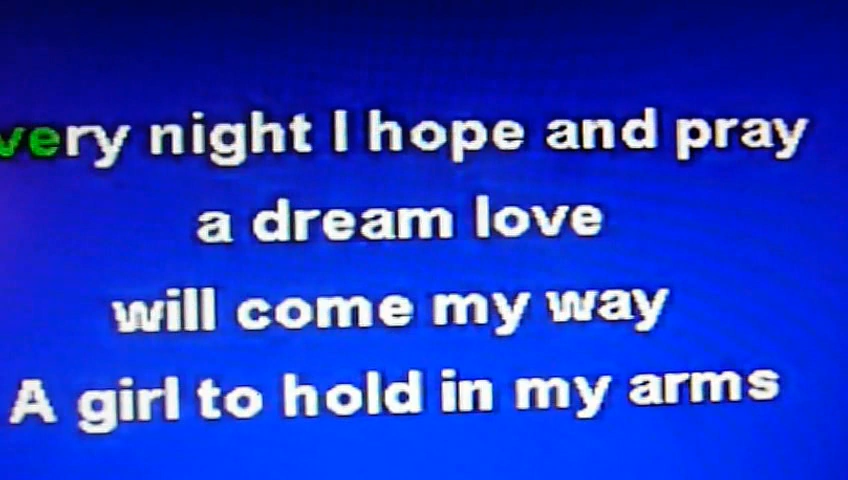 very night I hope and pray
a dream love
will come my way
A girl to hold in my arms